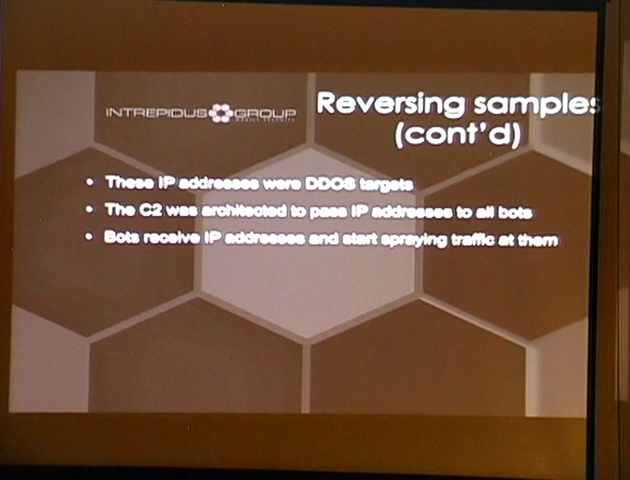 INTREPIDUS GROUP
Reversing samples
(cont'd)
• These IP addresses were DDOS targets
• The C2 was architected to pass IP addresses to all bots
• Bots receive IP addresses and start spraying traffic at them